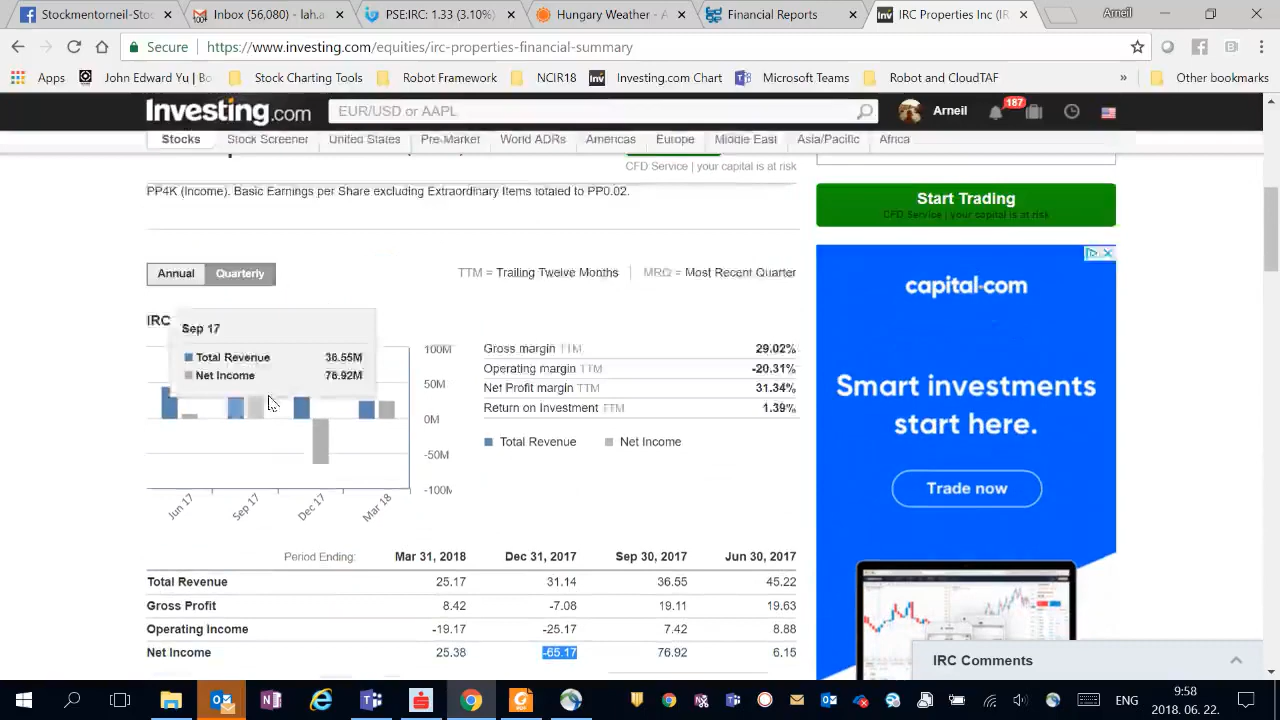 Stockmentorneil-Stoc
Inbox (56,080) - lah.a
PSE:IRC: 1.33 (3.10%)
Hungary Weather - A
Financial Reports
IRC Properties Inc (IR
Arneil
Secure
https://www.investing.com/equities/irc-properties-financial-summary
Apps
John Edward Yu | Bo
Stock Charting Tools
Robot Framework
NCIR18
Investing.com Chart
Microsoft Teams
Robot and CloudTAF
»
Other bookmarks
Investing.com
EUR/USD or AAPL
Arneil
187
Stocks
Stock Screener
United States
Pre-Market
World ADRs
Americas
Europe
Middle East
Asia/Pacific
Africa
CFD Service | your capital is at risk
PP4K (Income). Basic Earnings per Share excluding Extraordinary Items totaled to PP0.02.
Start Trading
CFD Service | your capital is at risk
Annual
Quarterly
TTM = Trailing Twelve Months
MRQ = Most Recent Quarter
IRC
Sep 17
Total Revenue 36.55M
Net Income 76.92M
100M
50M
0M
-50M
-100M
Jun 17
Sep 17
Dec 17
Mar 18
Gross margin TTM 29.02%
Operating margin TTM -20.31%
Net Profit margin TTM 31.34%
Return on Investment TTM 1.39%
Total Revenue
Net Income
capital.com
Smart investments
start here.
Trade now
Period Ending: Mar 31, 2018 Dec 31, 2017 Sep 30, 2017 Jun 30, 2017
Total Revenue 25.17 31.14 36.55 45.22
Gross Profit 8.42 -7.08 19.11 19.63
Operating Income -19.17 -25.17 7.42 8.88
Net Income 25.38 -65.17 76.92 6.15
IRC Comments
ENG
9:58
2018. 06. 22.